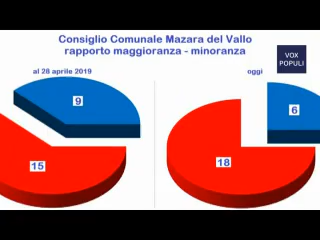 Consiglio Comunale Mazara del Vallo
rapporto maggioranza - minoranza
VOX
POPULI
al 28 aprile 2019
oggi
9
15
6
18